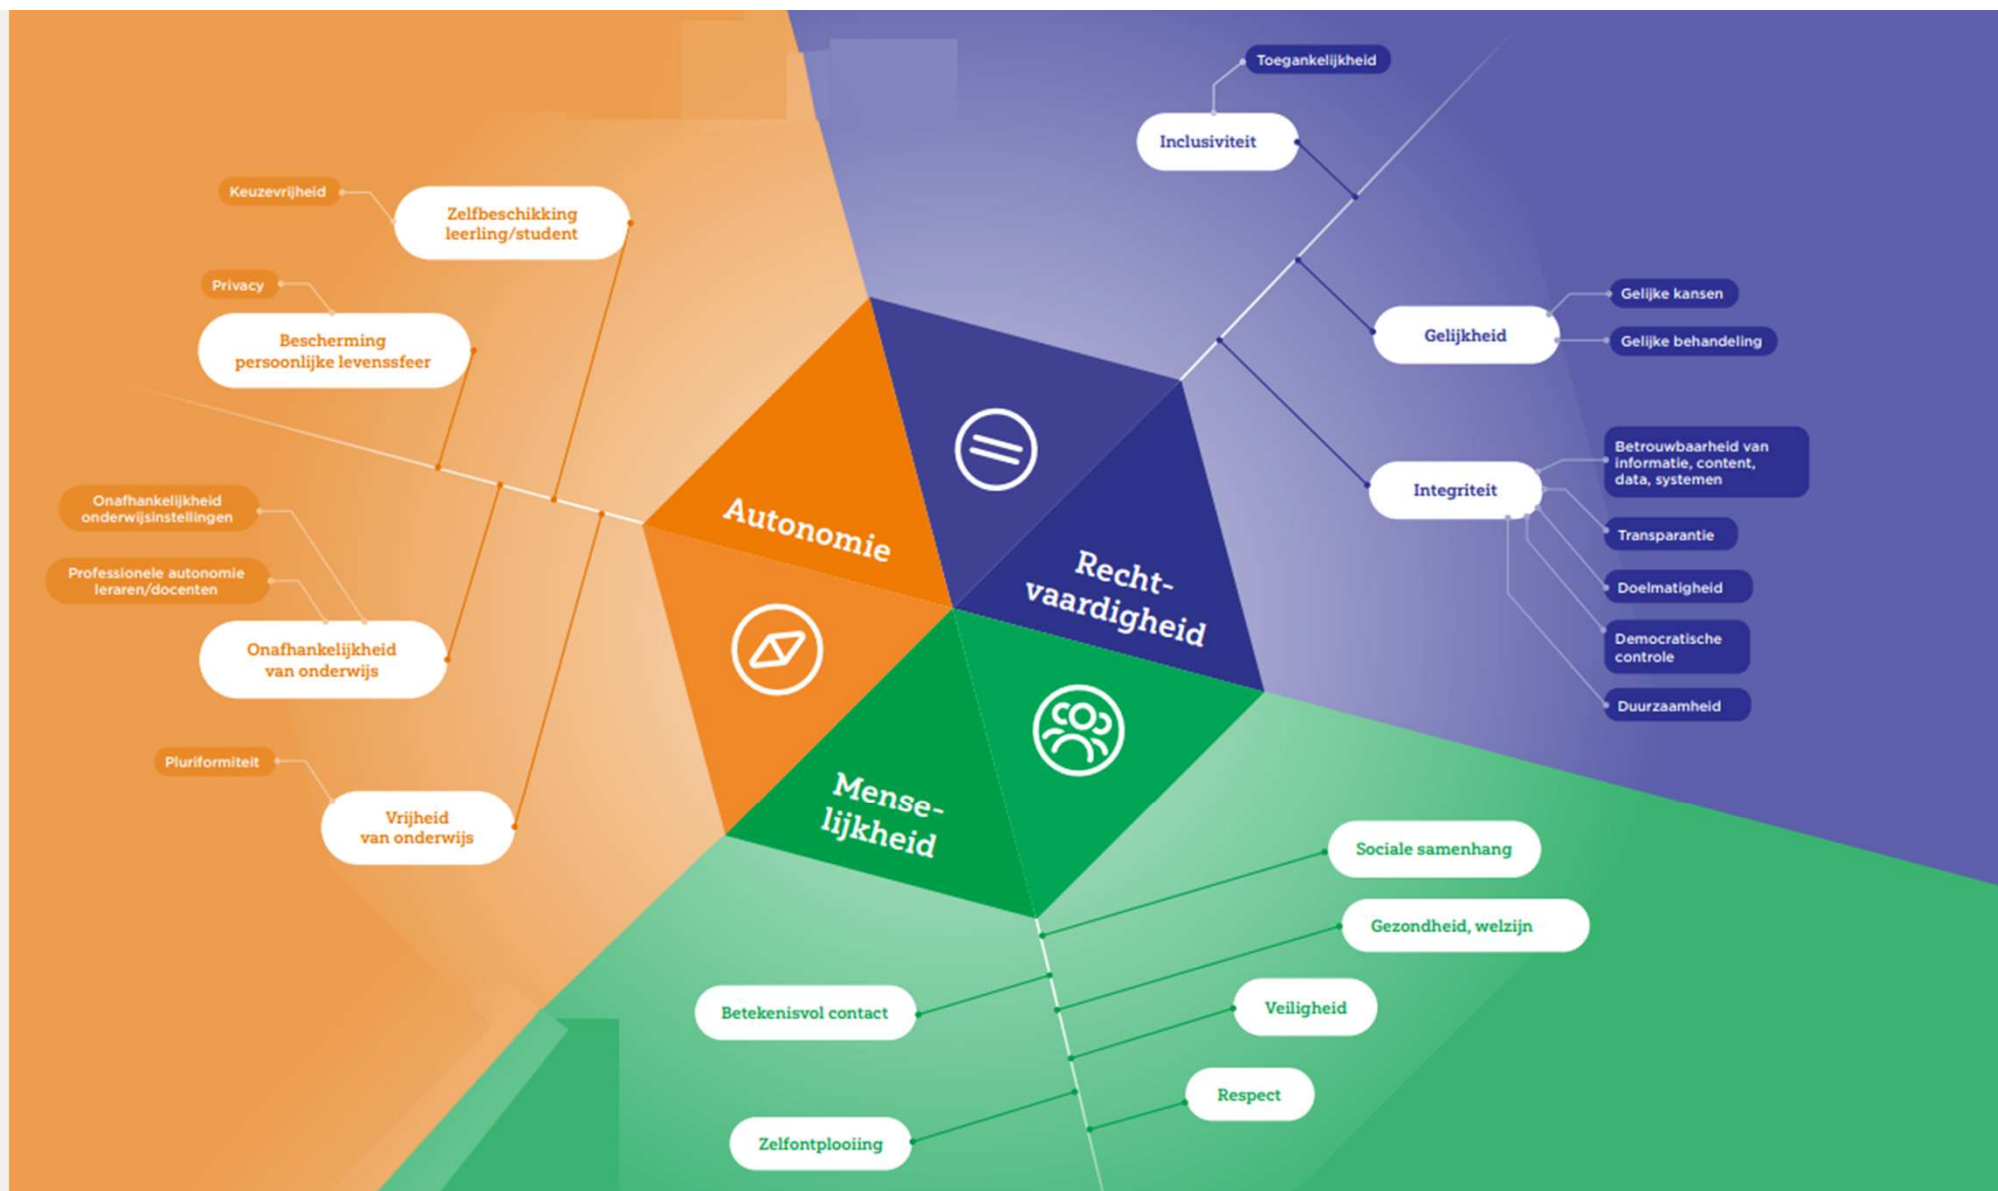 Keuzevrijheid
Zelfbeschikking
leerling/student
Privacy
Bescherming
persoonlijke levenssfeer
Onafhankelijkheid
onderwijsinstellingen
Professionele autonomie
leraren/docenten
Onafhankelijkheid
van onderwijs
Pluriformiteit
Vrijheid
van onderwijs
Autonomie
Recht-
vaardigheid
Mense-
lijkheid
Toegankelijkheid
Inclusiviteit
Gelijke kansen
Gelijkheid
Gelijke behandeling
Integriteit
Betrouwbaarheid van
informatie, content,
data, systemen
Transparantie
Doelmatigheid
Democratische
controle
Duurzaamheid
Sociale samenhang
Gezondheid, welzijn
Betekenisvol contact
Veiligheid
Respect
Zelfontplooiing